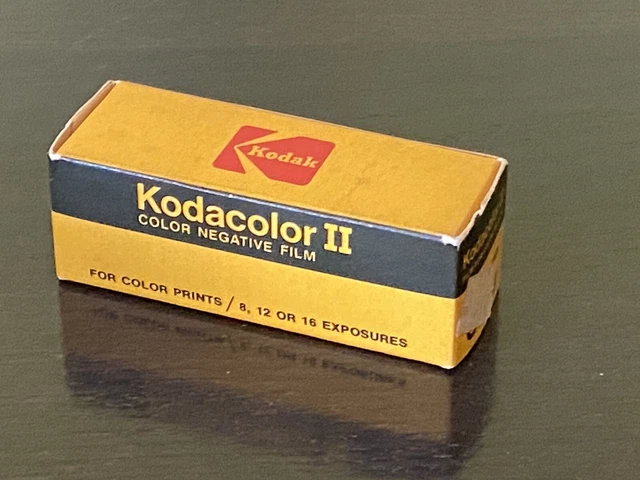 Kodak
Kodacolor II
COLOR NEGATIVE FILM
FOR COLOR PRINTS / 8, 12 OR 16 EXPOSURES